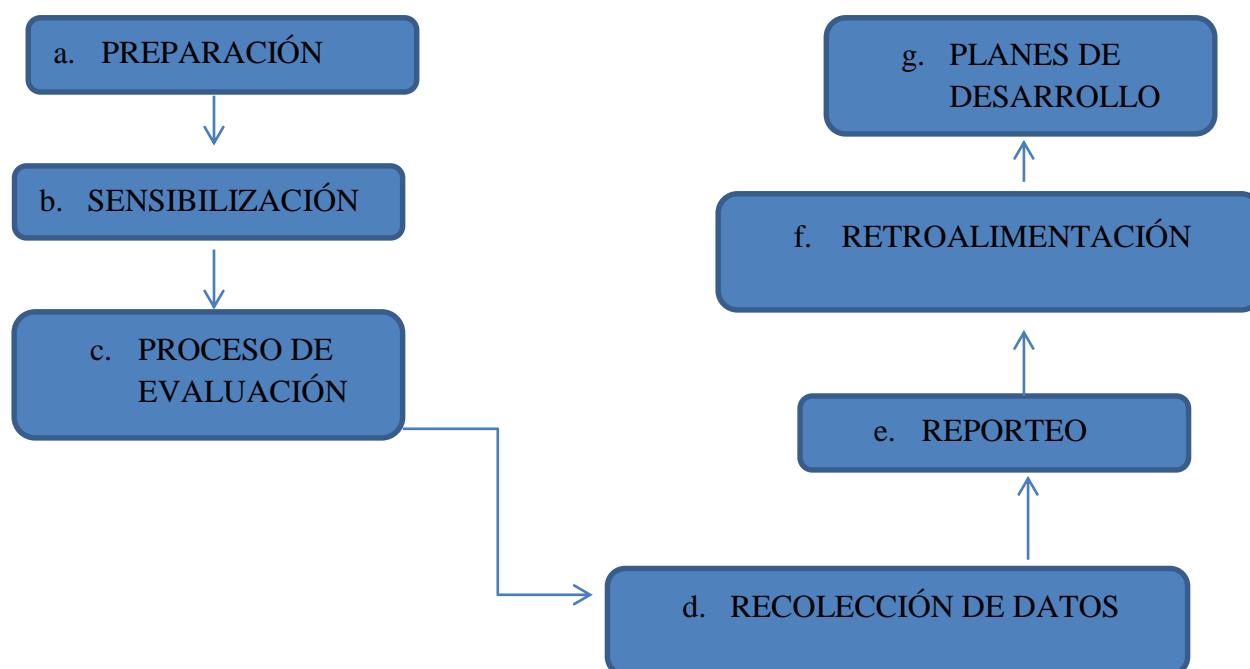 a. PREPARACIÓN
b. SENSIBILIZACIÓN
c. PROCESO DE
EVALUACIÓN
d. RECOLECCIÓN DE DATOS
e. REPORTEO
f. RETROALIMENTACIÓN
g. PLANES DE
DESARROLLO